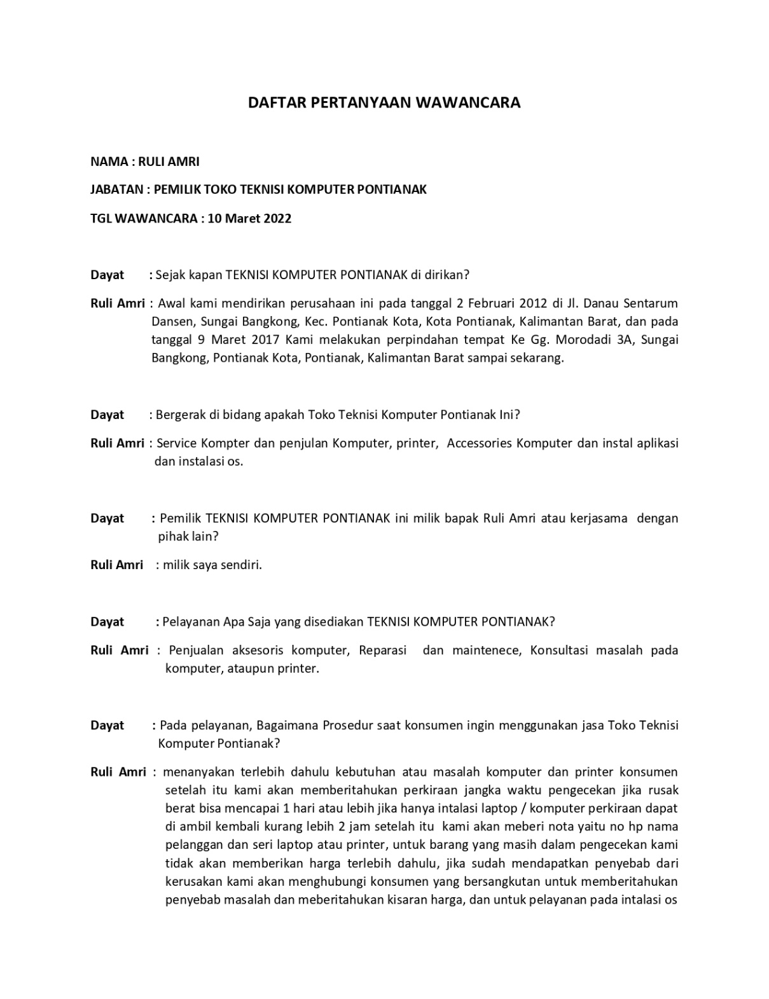 DAFTAR PERTANYAAN WAWANCARA
NAMA : RULI AMRI
JABATAN : PEMILIK TOKO TEKNISI KOMPUTER PONTIANAK
TGL WAWANCARA : 10 Maret 2022
Dayat : Sejak kapan TEKNISI KOMPUTER PONTIANAK di dirikan?
Ruli Amri : Awal kami mendirikan perusahaan ini pada tanggal 2 Februari 2012 di Jl. Danau Sentarum
Dansen, Sungai Bangkong, Kec. Pontianak Kota, Kota Pontianak, Kalimantan Barat, dan pada
tanggal 9 Maret 2017 Kami melakukan perpindahan tempat Ke Gg. Morodadi 3A, Sungai
Bangkong, Pontianak Kota, Pontianak, Kalimantan Barat sampai sekarang.
Dayat : Bergerak di bidang apakah Toko Teknisi Komputer Pontianak Ini?
Ruli Amri : Service Kompter dan penjulan Komputer, printer, Accessories Komputer dan instal aplikasi
dan instalasi os.
Dayat : Pemilik TEKNISI KOMPUTER PONTIANAK ini milik bapak Ruli Amri atau kerjasama dengan
pihak lain?
Ruli Amri : milik saya sendiri.
Dayat : Pelayanan Apa Saja yang disediakan TEKNISI KOMPUTER PONTIANAK?
Ruli Amri : Penjualan aksesoris komputer, Reparasi dan maintenece, Konsultasi masalah pada
komputer, ataupun printer.
Dayat : Pada pelayanan, Bagaimana Prosedur saat konsumen ingin menggunakan jasa Toko Teknisi
Komputer Pontianak?
Ruli Amri : menanyakan terlebih dahulu kebutuhan atau masalah komputer dan printer konsumen
setelah itu kami akan memberitahukan perkiraan jangka waktu pengecekan jika rusak
berat bisa mencapai 1 hari atau lebih jika hanya intalasi laptop / komputer perkiraan dapat
di ambil kembali kurang lebih 2 jam setelah itu kami akan meberi nota yaitu no hp nama
pelanggan dan seri laptop atau printer, untuk barang yang masih dalam pengecekan kami
tidak akan memberikan harga terlebih dahulu, jika sudah mendapatkan penyebab dari
kerusakan kami akan menghubungi konsumen yang bersangkutan untuk memberitahukan
penyebab masalah dan meberitahukan kisaran harga, dan untuk pelayanan pada intalasi os